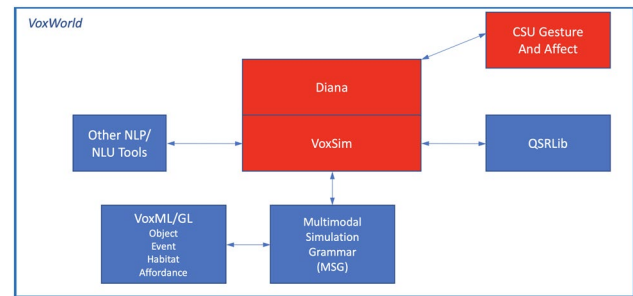 VoxWorld
CSU Gesture
And Affect
Diana
Other NLP/
NLU Tools
VoxSim
QSRLib
VoxML/GL
Object
Event
Habitat
Affordance
Multimodal
Simulation
Grammar
(MSG)